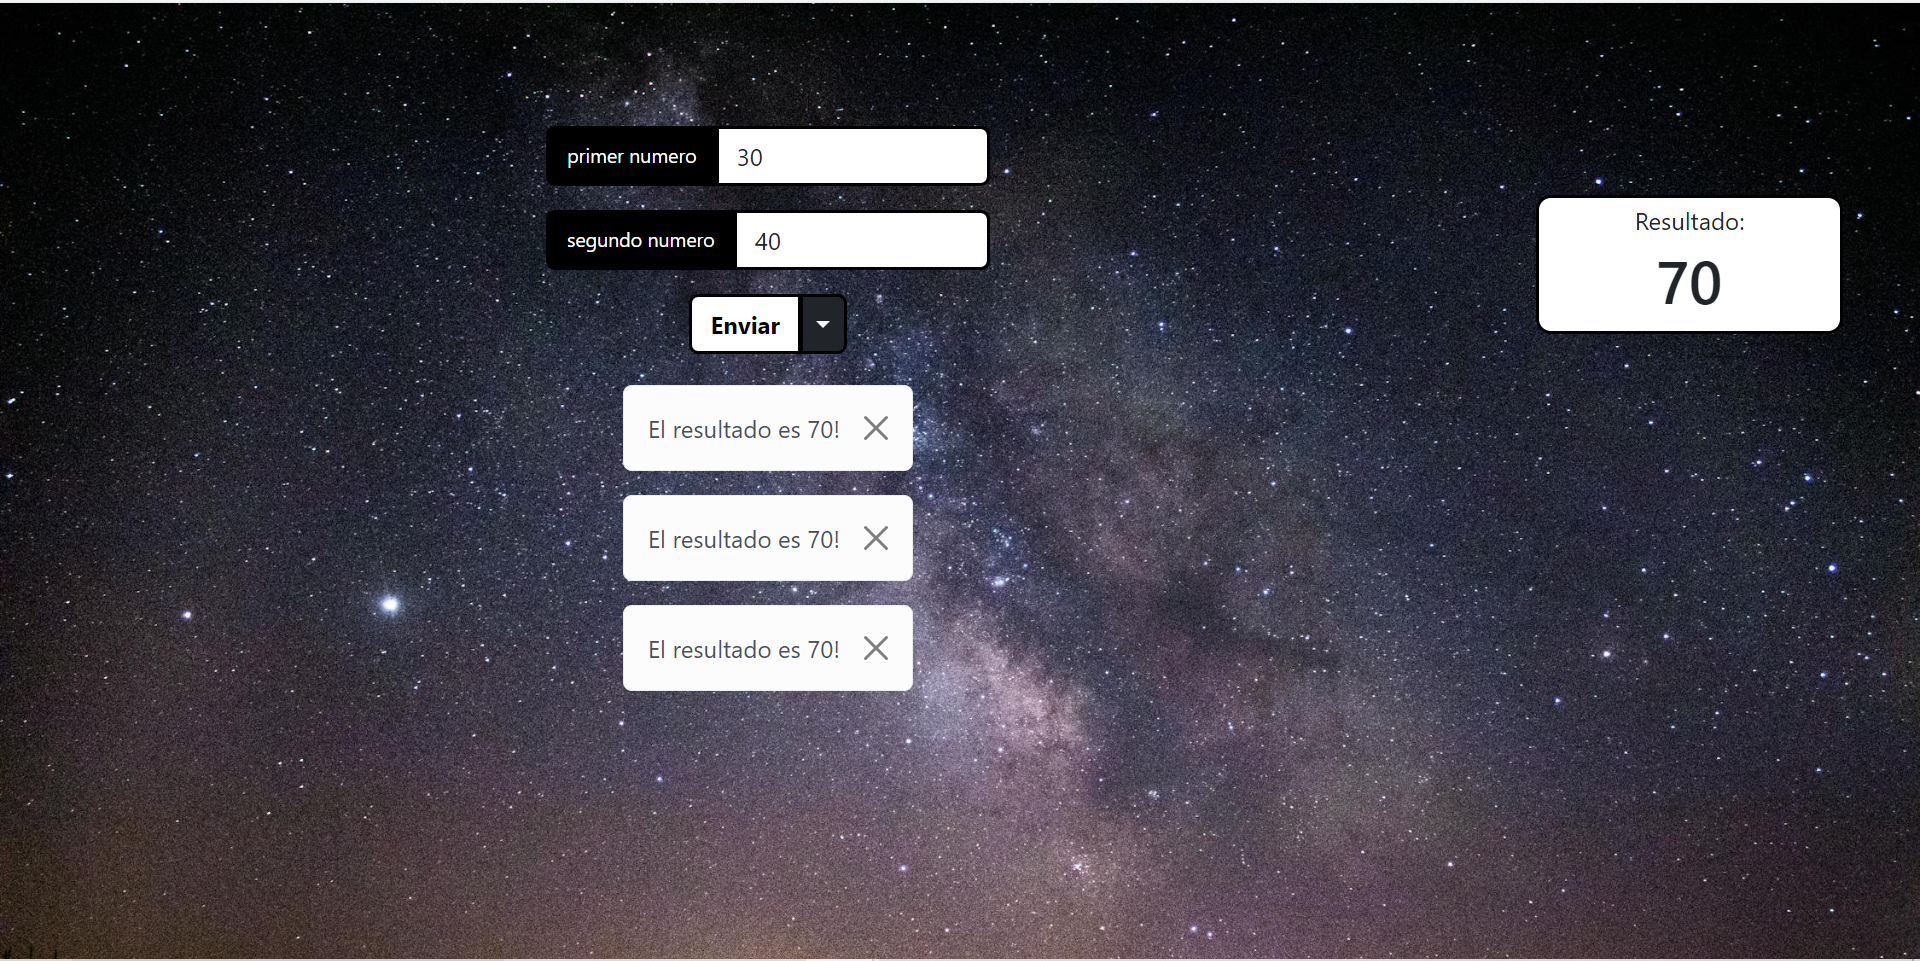 primer numero 30
segundo numero 40
Enviar
El resultado es 70!
El resultado es 70!
El resultado es 70!
Resultado:
70